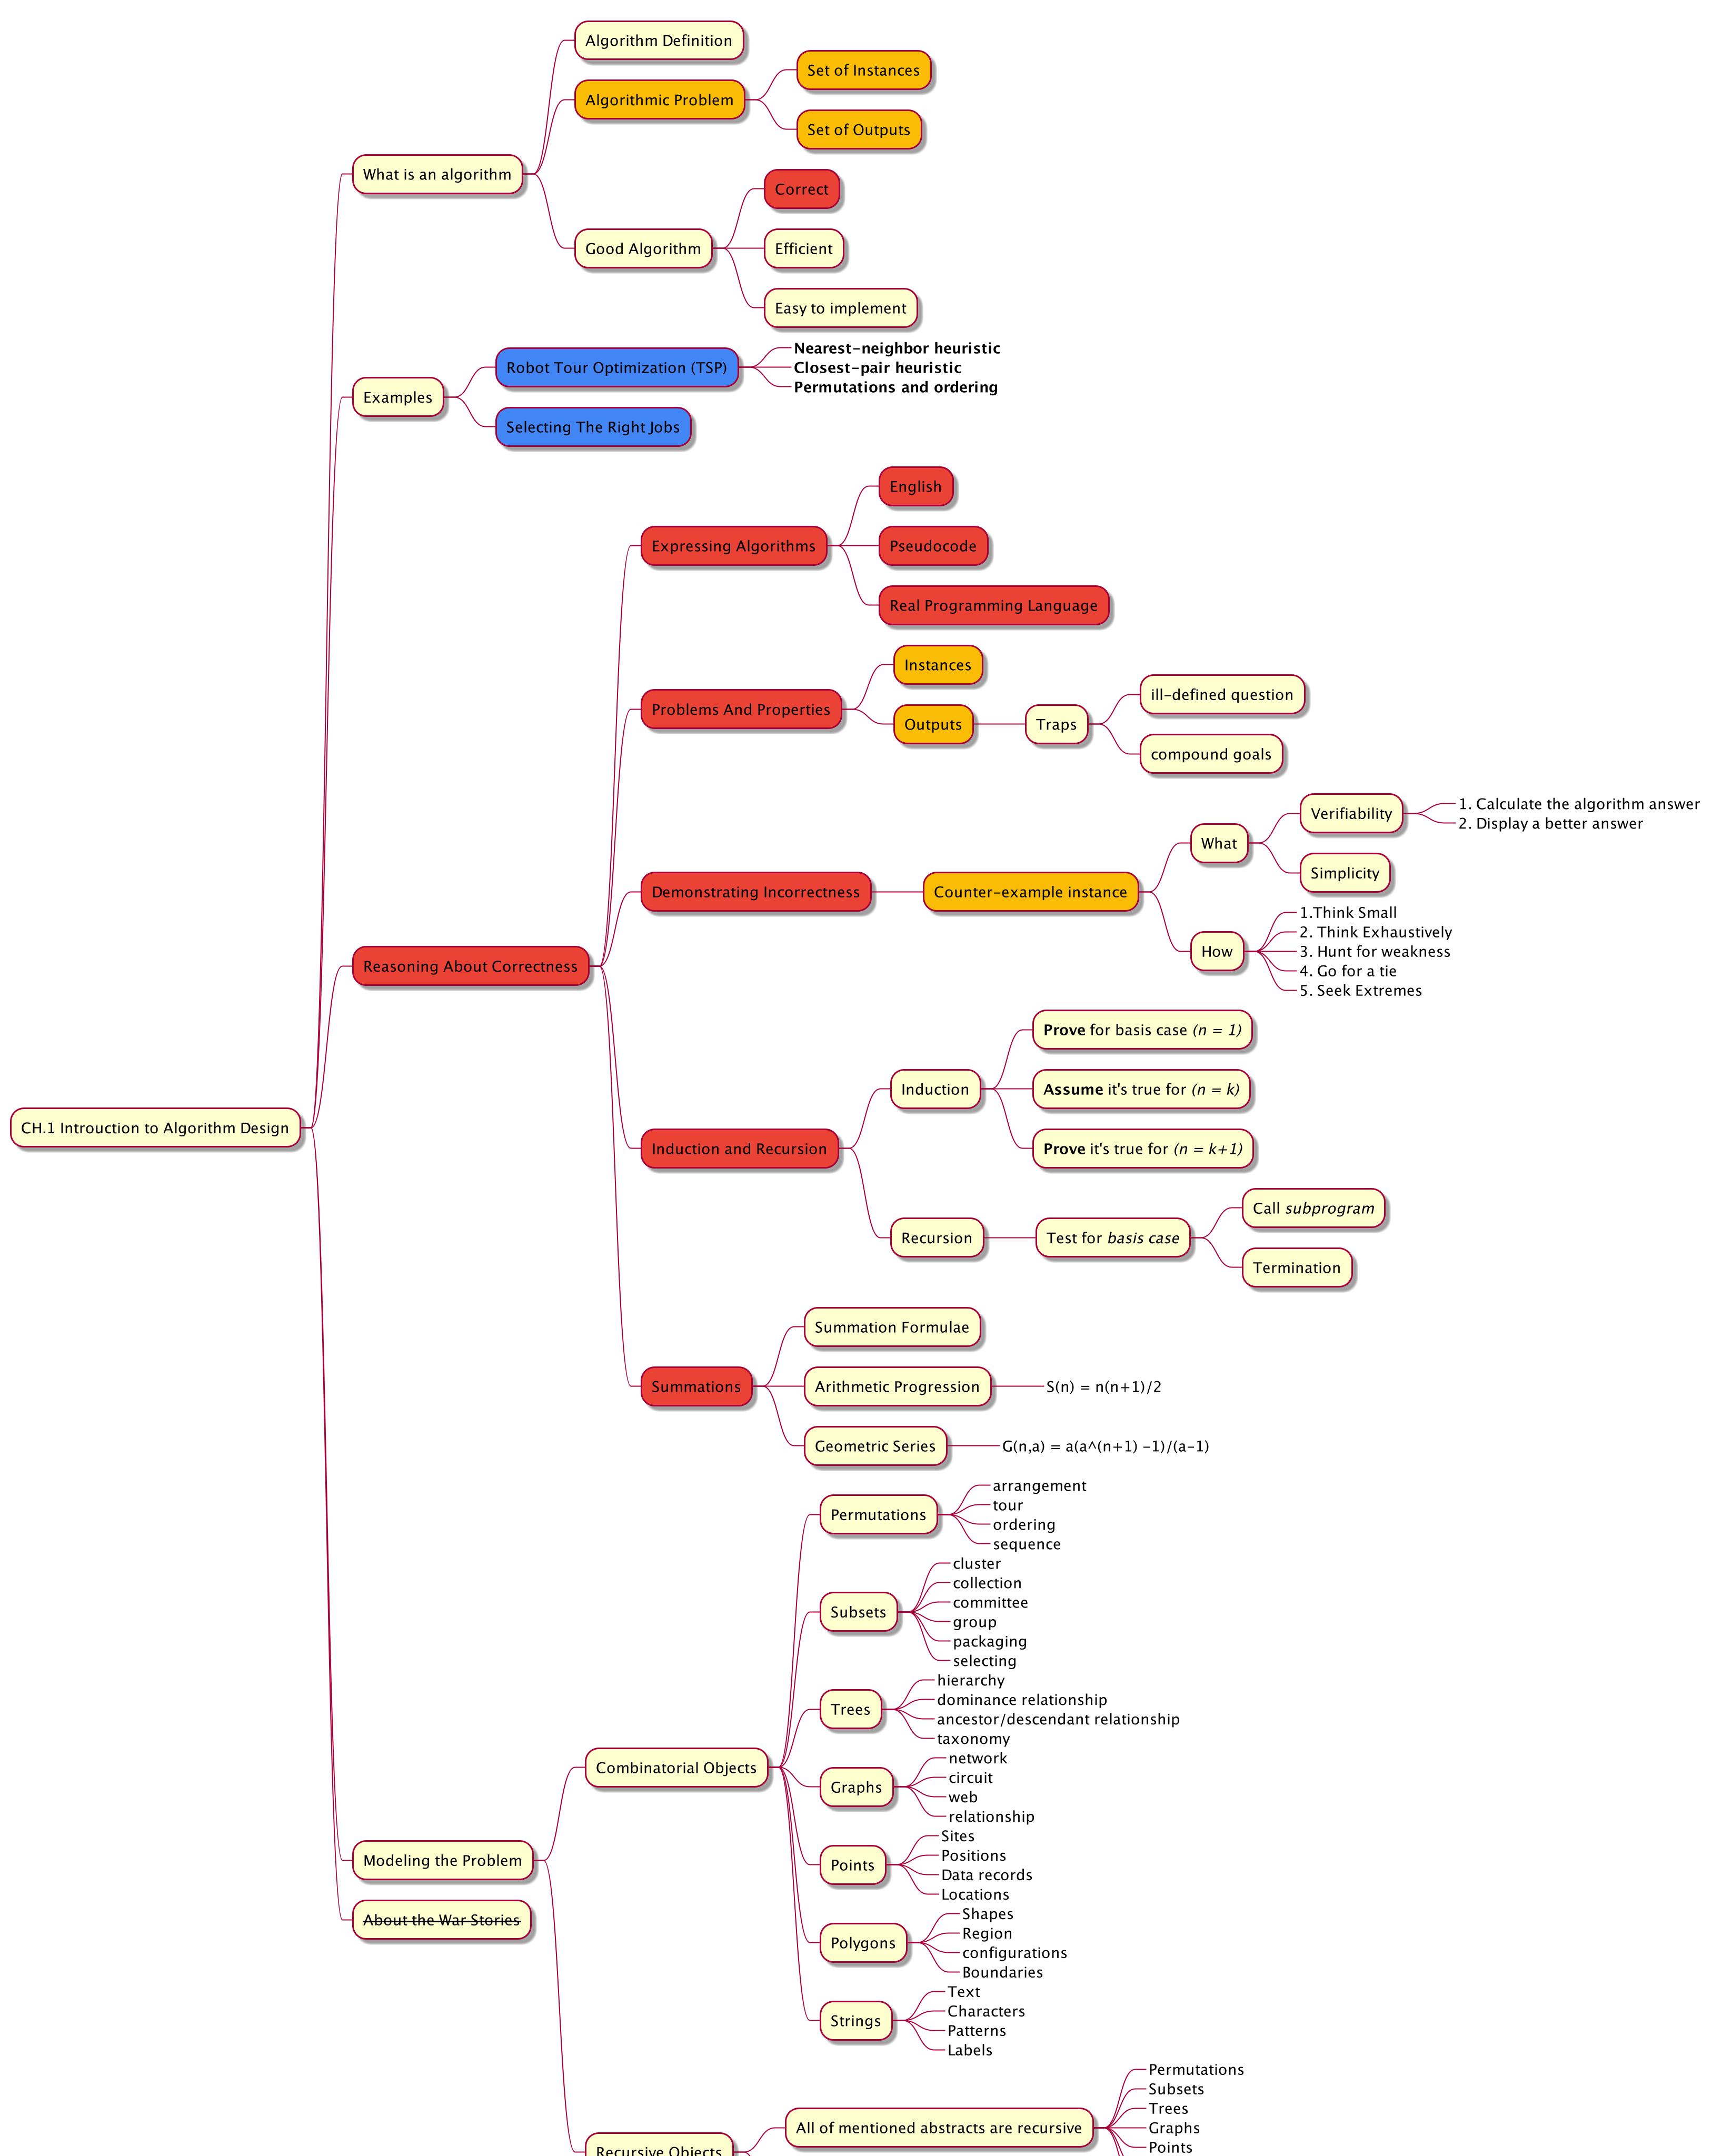 Algorithm Definition
Set of Instances
Algorithmic Problem
Set of Outputs
What is an algorithm
Correct
Good Algorithm
Efficient
Easy to implement
Nearest-neighbor heuristic
Robot Tour Optimization (TSP)
Closest-pair heuristic
Permutations and ordering
Examples
Selecting The Right Jobs
English
Expressing Algorithms
Pseudocode
Real Programming Language
Instances
Problems And Properties
Outputs
Traps
ill-defined question
compound goals
Verifiability
1. Calculate the algorithm answer
2. Display a better answer
What
Simplicity
Demonstrating Incorrectness
Counter-example instance
How
1.Think Small
2. Think Exhaustively
3. Hunt for weakness
4. Go for a tie
5. Seek Extremes
Reasoning About Correctness
Prove for basis case (n = 1)
Induction
Assume it's true for (n = k)
Prove it's true for (n = k+1)
CH.1 Introuction to Algorithm Design
Induction and Recursion
Recursion
Test for basis case
Call subprogram
Termination
Summation Formulae
Summations
Arithmetic Progression
S(n) = n(n+1)/2
Geometric Series
G(n,a) = a(a^(n+1) -1)/(a-1)
Permutations
arrangement
tour
ordering
sequence
Subsets
cluster
collection
committee
group
packaging
selecting
Trees
hierarchy
dominance relationship
ancestor/descendant relationship
taxonomy
Combinatorial Objects
Graphs
network
circuit
web
relationship
Points
Sites
Positions
Data records
Locations
Modeling the Problem
About the War Stories
Polygons
Shapes
Region
configurations
Boundaries
Strings
Text
Characters
Patterns
Labels
Recursive Objects
All of mentioned abstracts are recursive
Permutations
Subsets
Trees
Graphs
Points